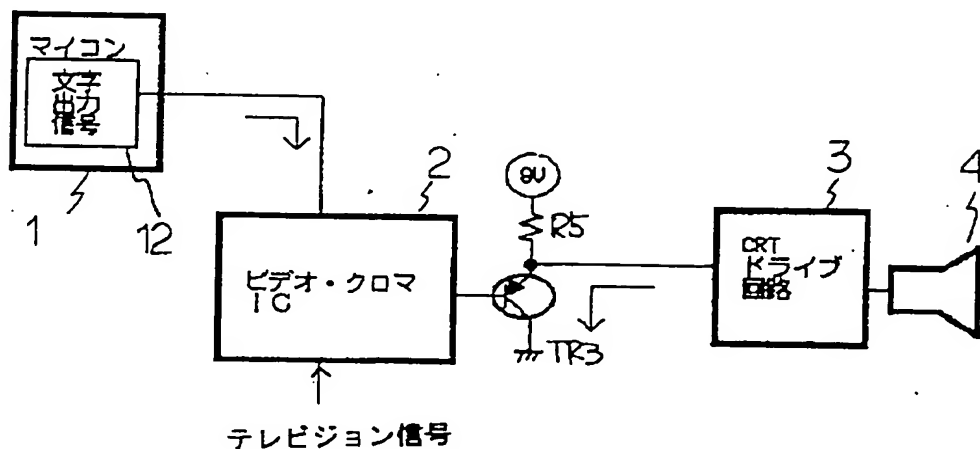 マイコン
文字
出力
信号
1
12
2
9V
R5
3
4
ビデオ・クロマ
IC
CRT
ドライブ
回路
TR3
テレビジョン信号